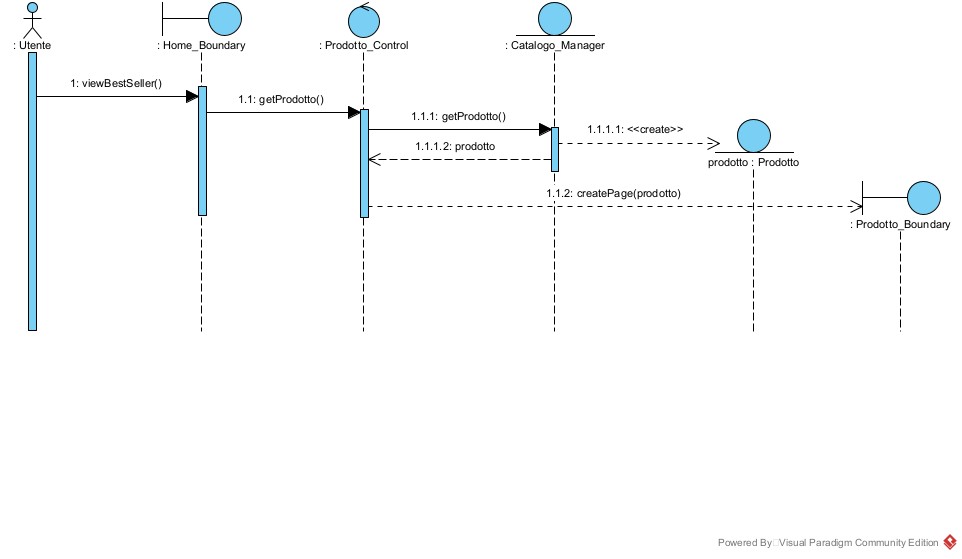 : Utente
: Home_Boundary
: Prodotto_Control
: Catalogo_Manager
1: viewBestSeller()
1.1: getProdotto()
1.1.1: getProdotto()
1.1.1.1: <<create>>
1.1.1.2: prodotto
prodotto : Prodotto
1.1.2: createPage(prodotto)
: Prodotto_Boundary
Powered By Visual Paradigm Community Edition